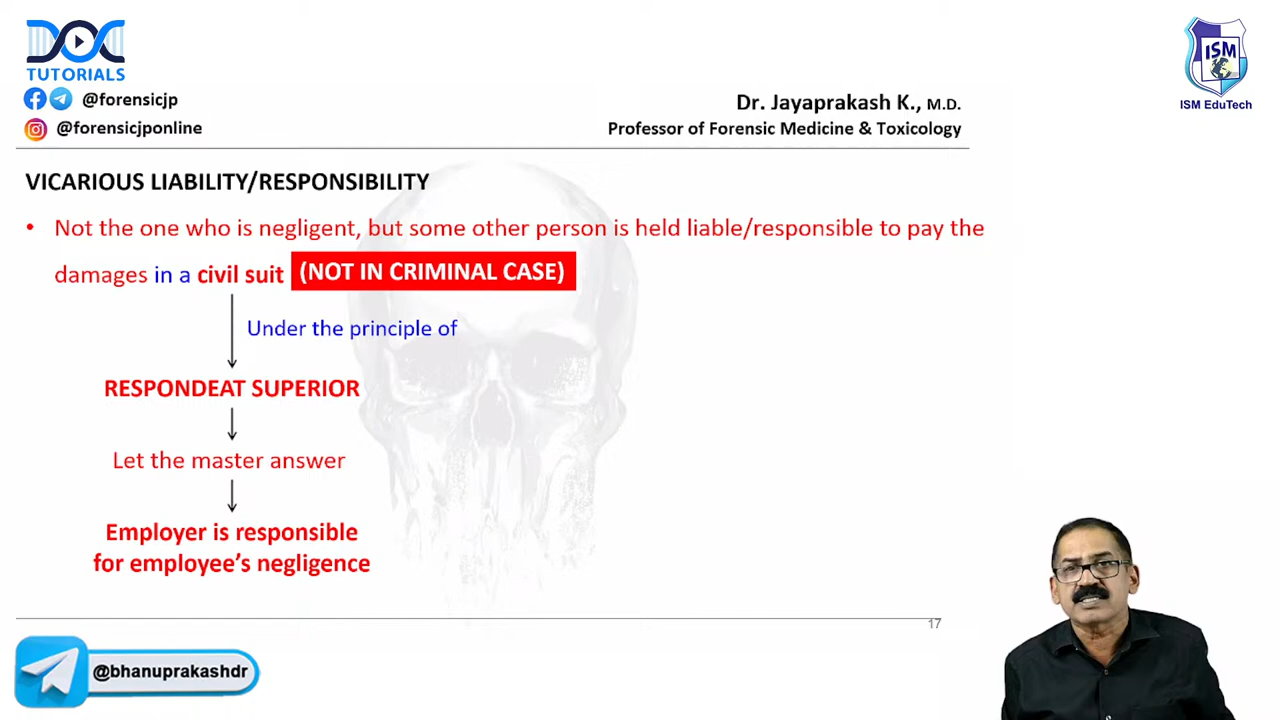 DOC
TUTORIALS
@forensicjp
@forensicjponline
Dr. Jayaprakash K., M.D.
Professor of Forensic Medicine & Toxicology
ISM
ISM EduTech
VICARIOUS LIABILITY/RESPONSIBILITY
• Not the one who is negligent, but some other person is held liable/responsible to pay the
damages in a civil suit (NOT IN CRIMINAL CASE)
Under the principle of
RESPONDEAT SUPERIOR
Let the master answer
Employer is responsible
for employee’s negligence
17
@bhanuprakashdr